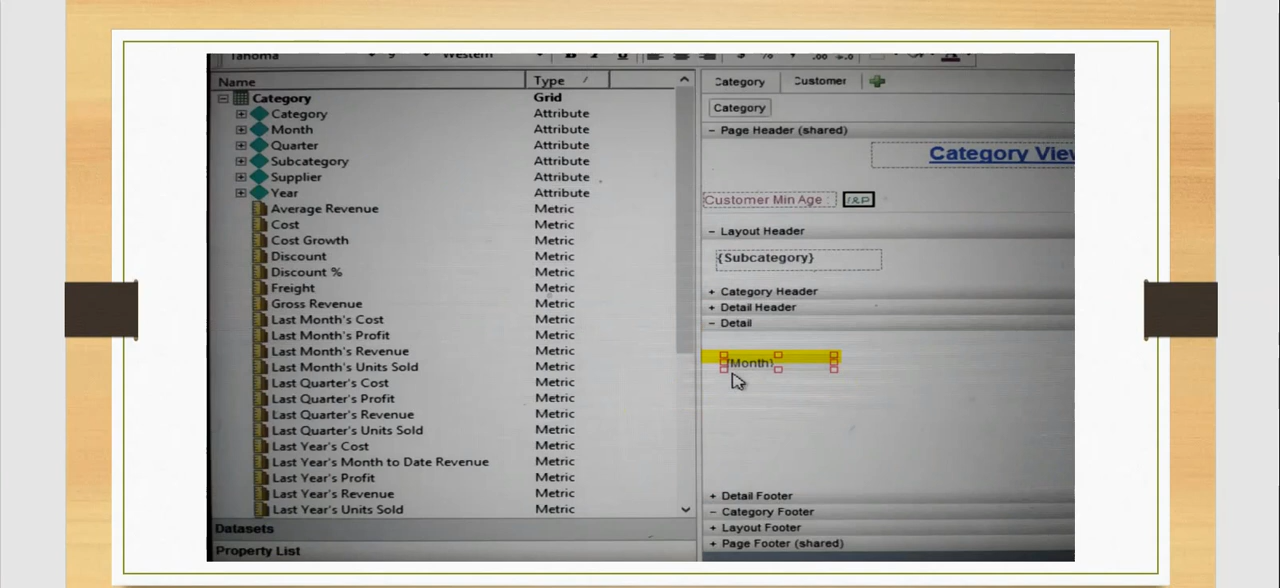 Tahoma 9 Western B I U $ % , .00 +.0 A
Name Type /
Category Grid
Category Attribute
Month Attribute
Quarter Attribute
Subcategory Attribute
Supplier Attribute
Year Attribute
Average Revenue Metric
Cost Metric
Cost Growth Metric
Discount Metric
Discount % Metric
Freight Metric
Gross Revenue Metric
Last Month's Cost Metric
Last Month's Profit Metric
Last Month's Revenue Metric
Last Month's Units Sold Metric
Last Quarter's Cost Metric
Last Quarter's Profit Metric
Last Quarter's Revenue Metric
Last Quarter's Units Sold Metric
Last Year's Cost Metric
Last Year's Month to Date Revenue Metric
Last Year's Profit Metric
Last Year's Revenue Metric
Last Year's Units Sold Metric
Datasets
Property List
Category Customer
Category
Page Header (shared)
Category View
Customer Min Age :
Layout Header
{Subcategory}
Category Header
Detail Header
Detail
{Month}
Detail Footer
Category Footer
Layout Footer
Page Footer (shared)